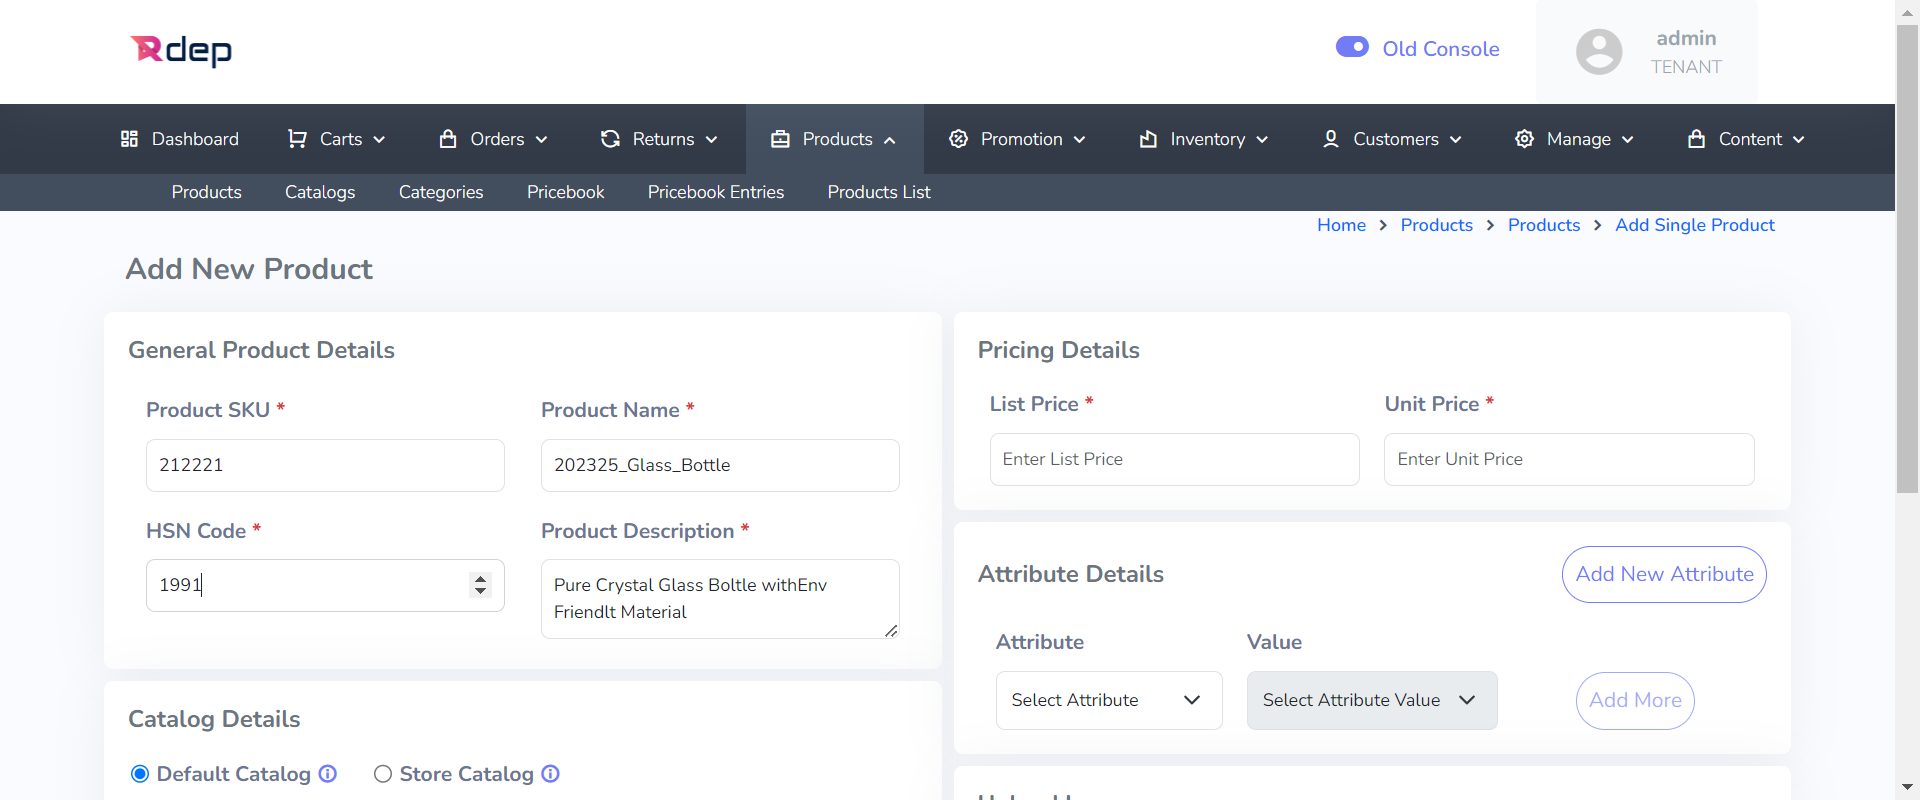 Rdep
Old Console
admin
TENANT
Dashboard
Carts
Orders
Returns
Products
Promotion
Inventory
Customers
Manage
Content
Products
Catalogs
Categories
Pricebook
Pricebook Entries
Products List
Home > Products > Products > Add Single Product
Add New Product
General Product Details
Product SKU *
Product Name *
212221
202325_Glass_Bottle
HSN Code *
Product Description *
1991
Pure Crystal Glass Boltle withEnv
Friendlt Material
Catalog Details
Default Catalog
Store Catalog
Pricing Details
List Price *
Unit Price *
Enter List Price
Enter Unit Price
Attribute Details
Add New Attribute
Attribute
Value
Select Attribute
Select Attribute Value
Add More